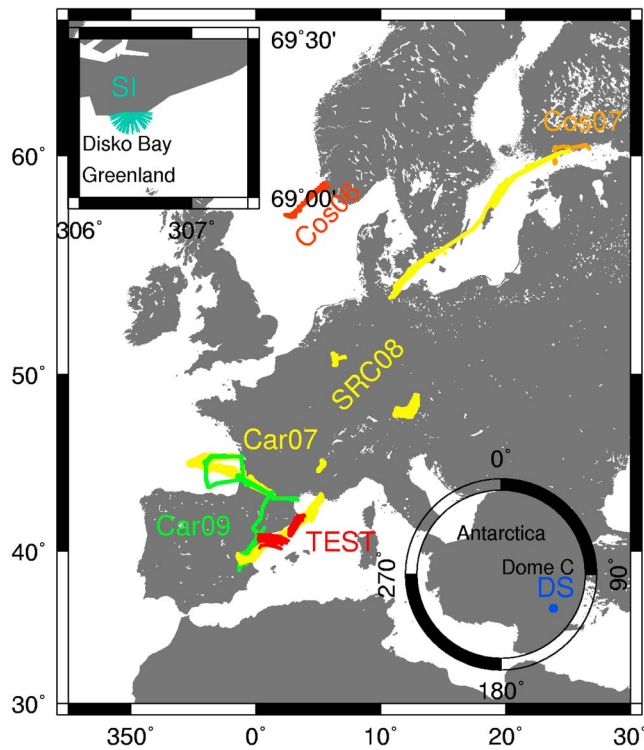 69˚30'
SI
Cos07
Disko Bay
60˚
Greenland
69˚00'
Cos06
306˚
307˚
50˚
SRC08
Car07
0˚
Car09
TEST
Antarctica
40˚
Dome C
270˚
90˚
DS
180˚
30˚
350˚
0˚
10˚
20˚
30˚